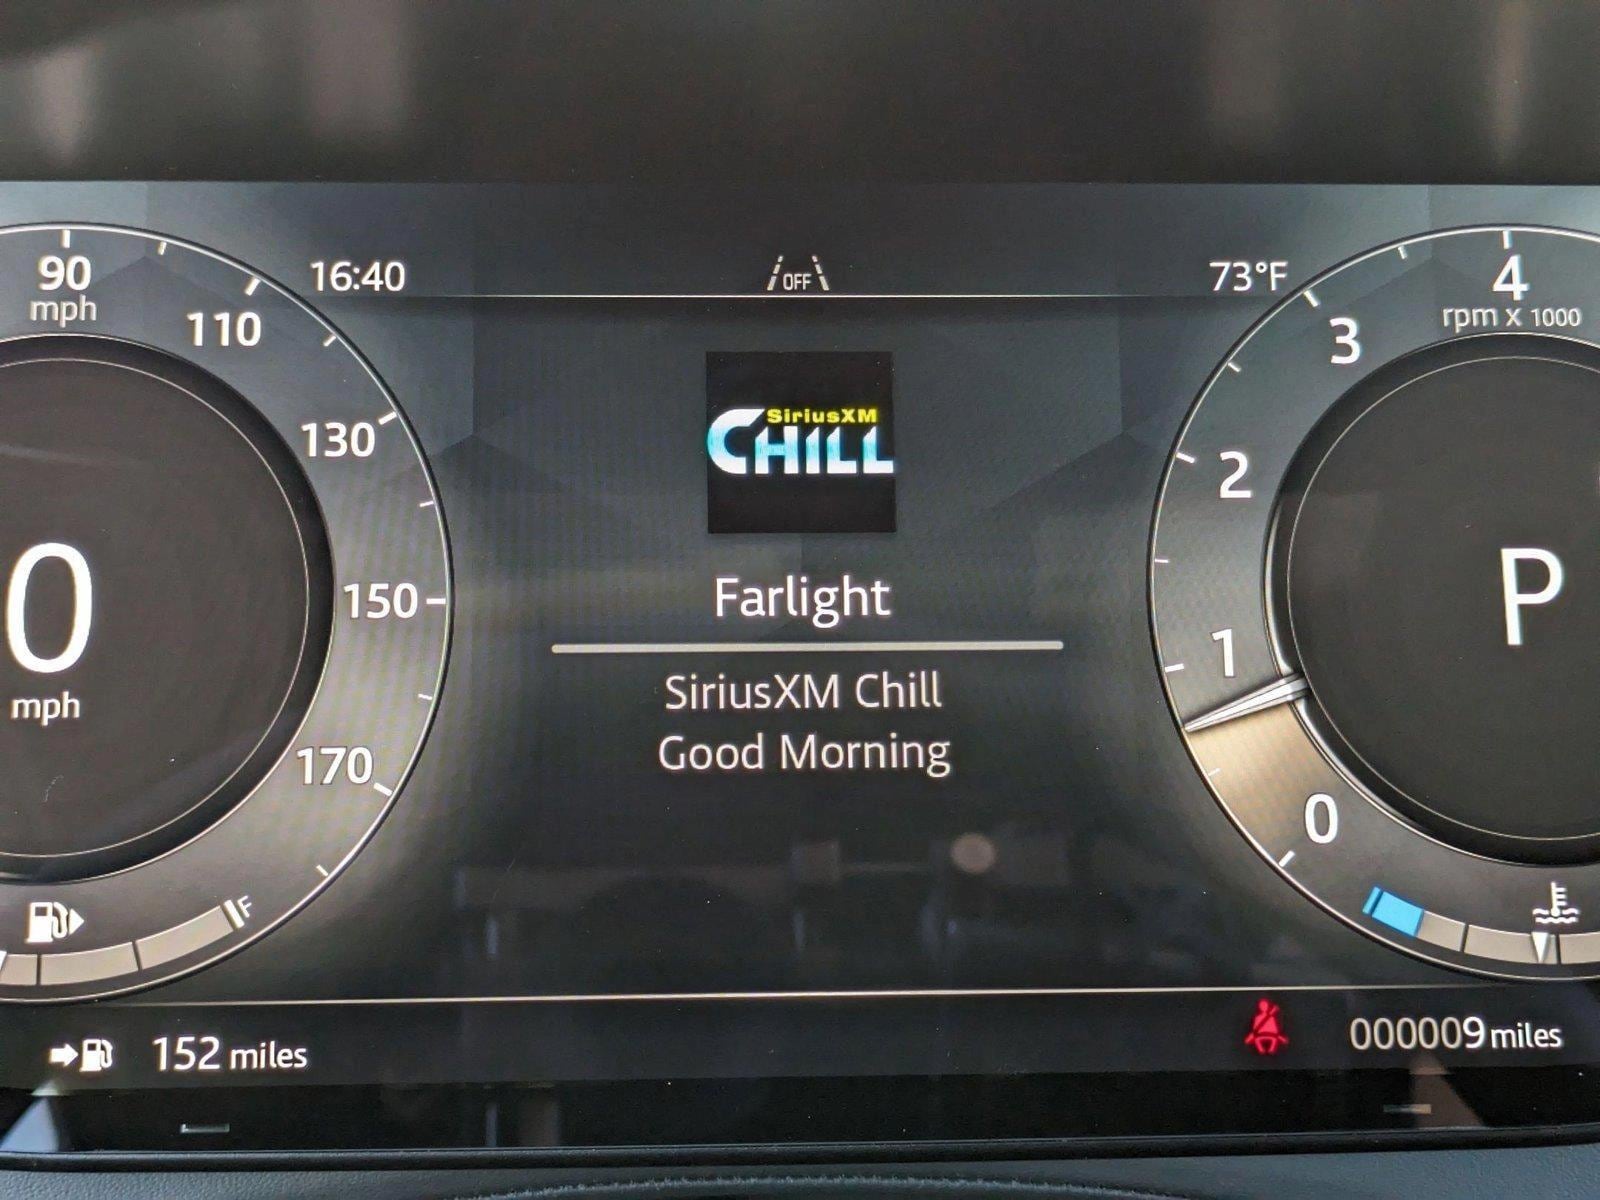 90
mph
110
130
150
170
0
mph
F
152 miles
16:40
OFF
73°F
SiriusXM
CHILL
Farlight
SiriusXM Chill
Good Morning
4
rpm x 1000
3
2
1
0
P
000009 miles